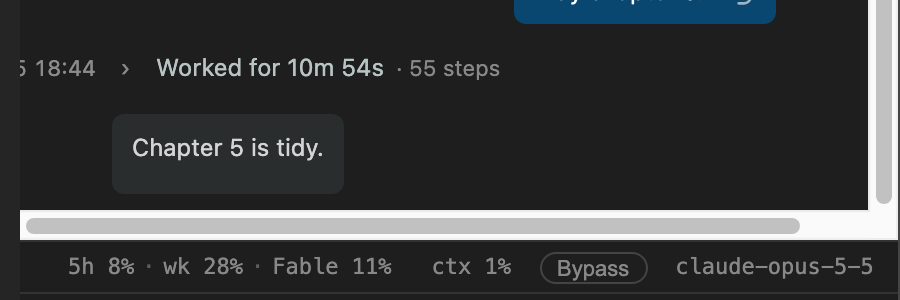 5 18:44 › Worked for 10m 54s · 55 steps
Chapter 5 is tidy.
5h 8% · wk 28% · Fable 11% ctx 1% Bypass claude-opus-5-5